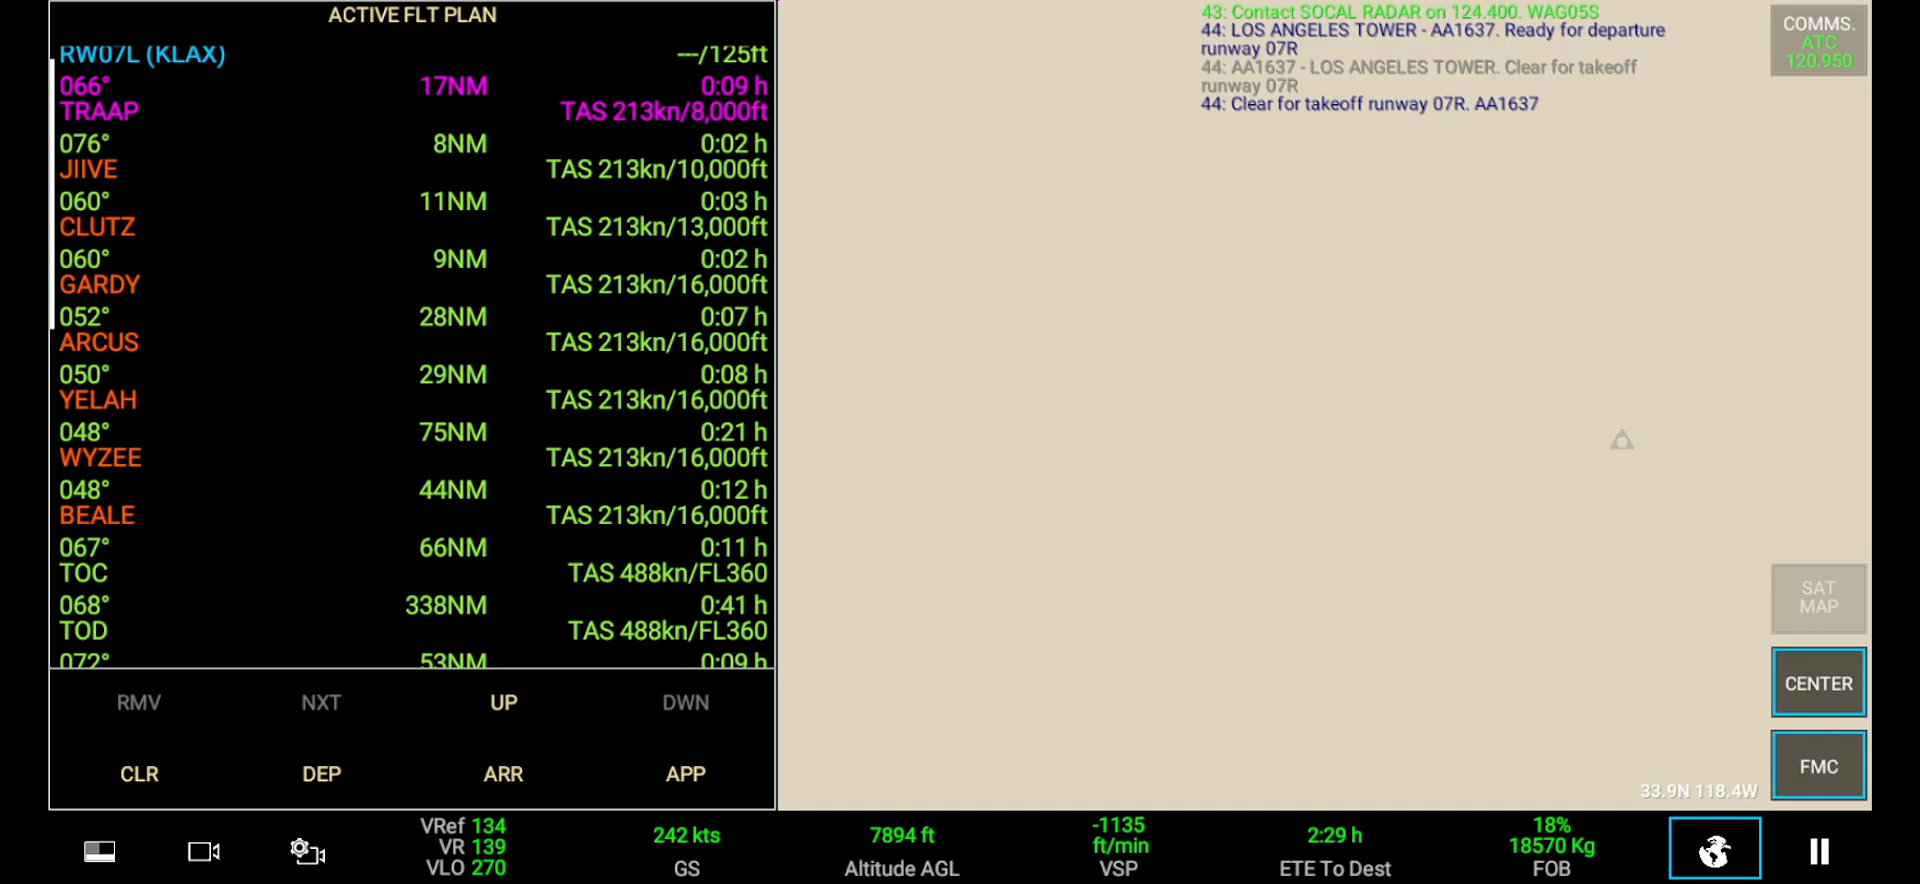 ACTIVE FLT PLAN
RW07L (KLAX) ---/125ft
066° 17NM 0:09 h
TRAAP TAS 213kn/8,000ft
076° 8NM 0:02 h
JIIVE TAS 213kn/10,000ft
060° 11NM 0:03 h
CLUTZ TAS 213kn/13,000ft
060° 9NM 0:02 h
GARDY TAS 213kn/16,000ft
052° 28NM 0:07 h
ARCUS TAS 213kn/16,000ft
050° 29NM 0:08 h
YELAH TAS 213kn/16,000ft
048° 75NM 0:21 h
WYZEE TAS 213kn/16,000ft
048° 44NM 0:12 h
BEALE TAS 213kn/16,000ft
067° 66NM 0:11 h
TOC TAS 488kn/FL360
068° 338NM 0:41 h
TOD TAS 488kn/FL360
072° 53NM 0:09 h
RMV NXT UP DWN
CLR DEP ARR APP
43: Contact SOCAL RADAR on 124.400. WAG05S
44: LOS ANGELES TOWER - AA1637. Ready for departure
runway 07R
44: AA1637 - LOS ANGELES TOWER. Clear for takeoff
runway 07R
44: Clear for takeoff runway 07R. AA1637
COMMS.
ATC
120.950
SAT
MAP
CENTER
FMC
33.9N 118.4W
VRef 134
VR 139
VLO 270
242 kts
GS
7894 ft
Altitude AGL
-1135
ft/min
VSP
2:29 h
ETE To Dest
18%
18570 Kg
FOB